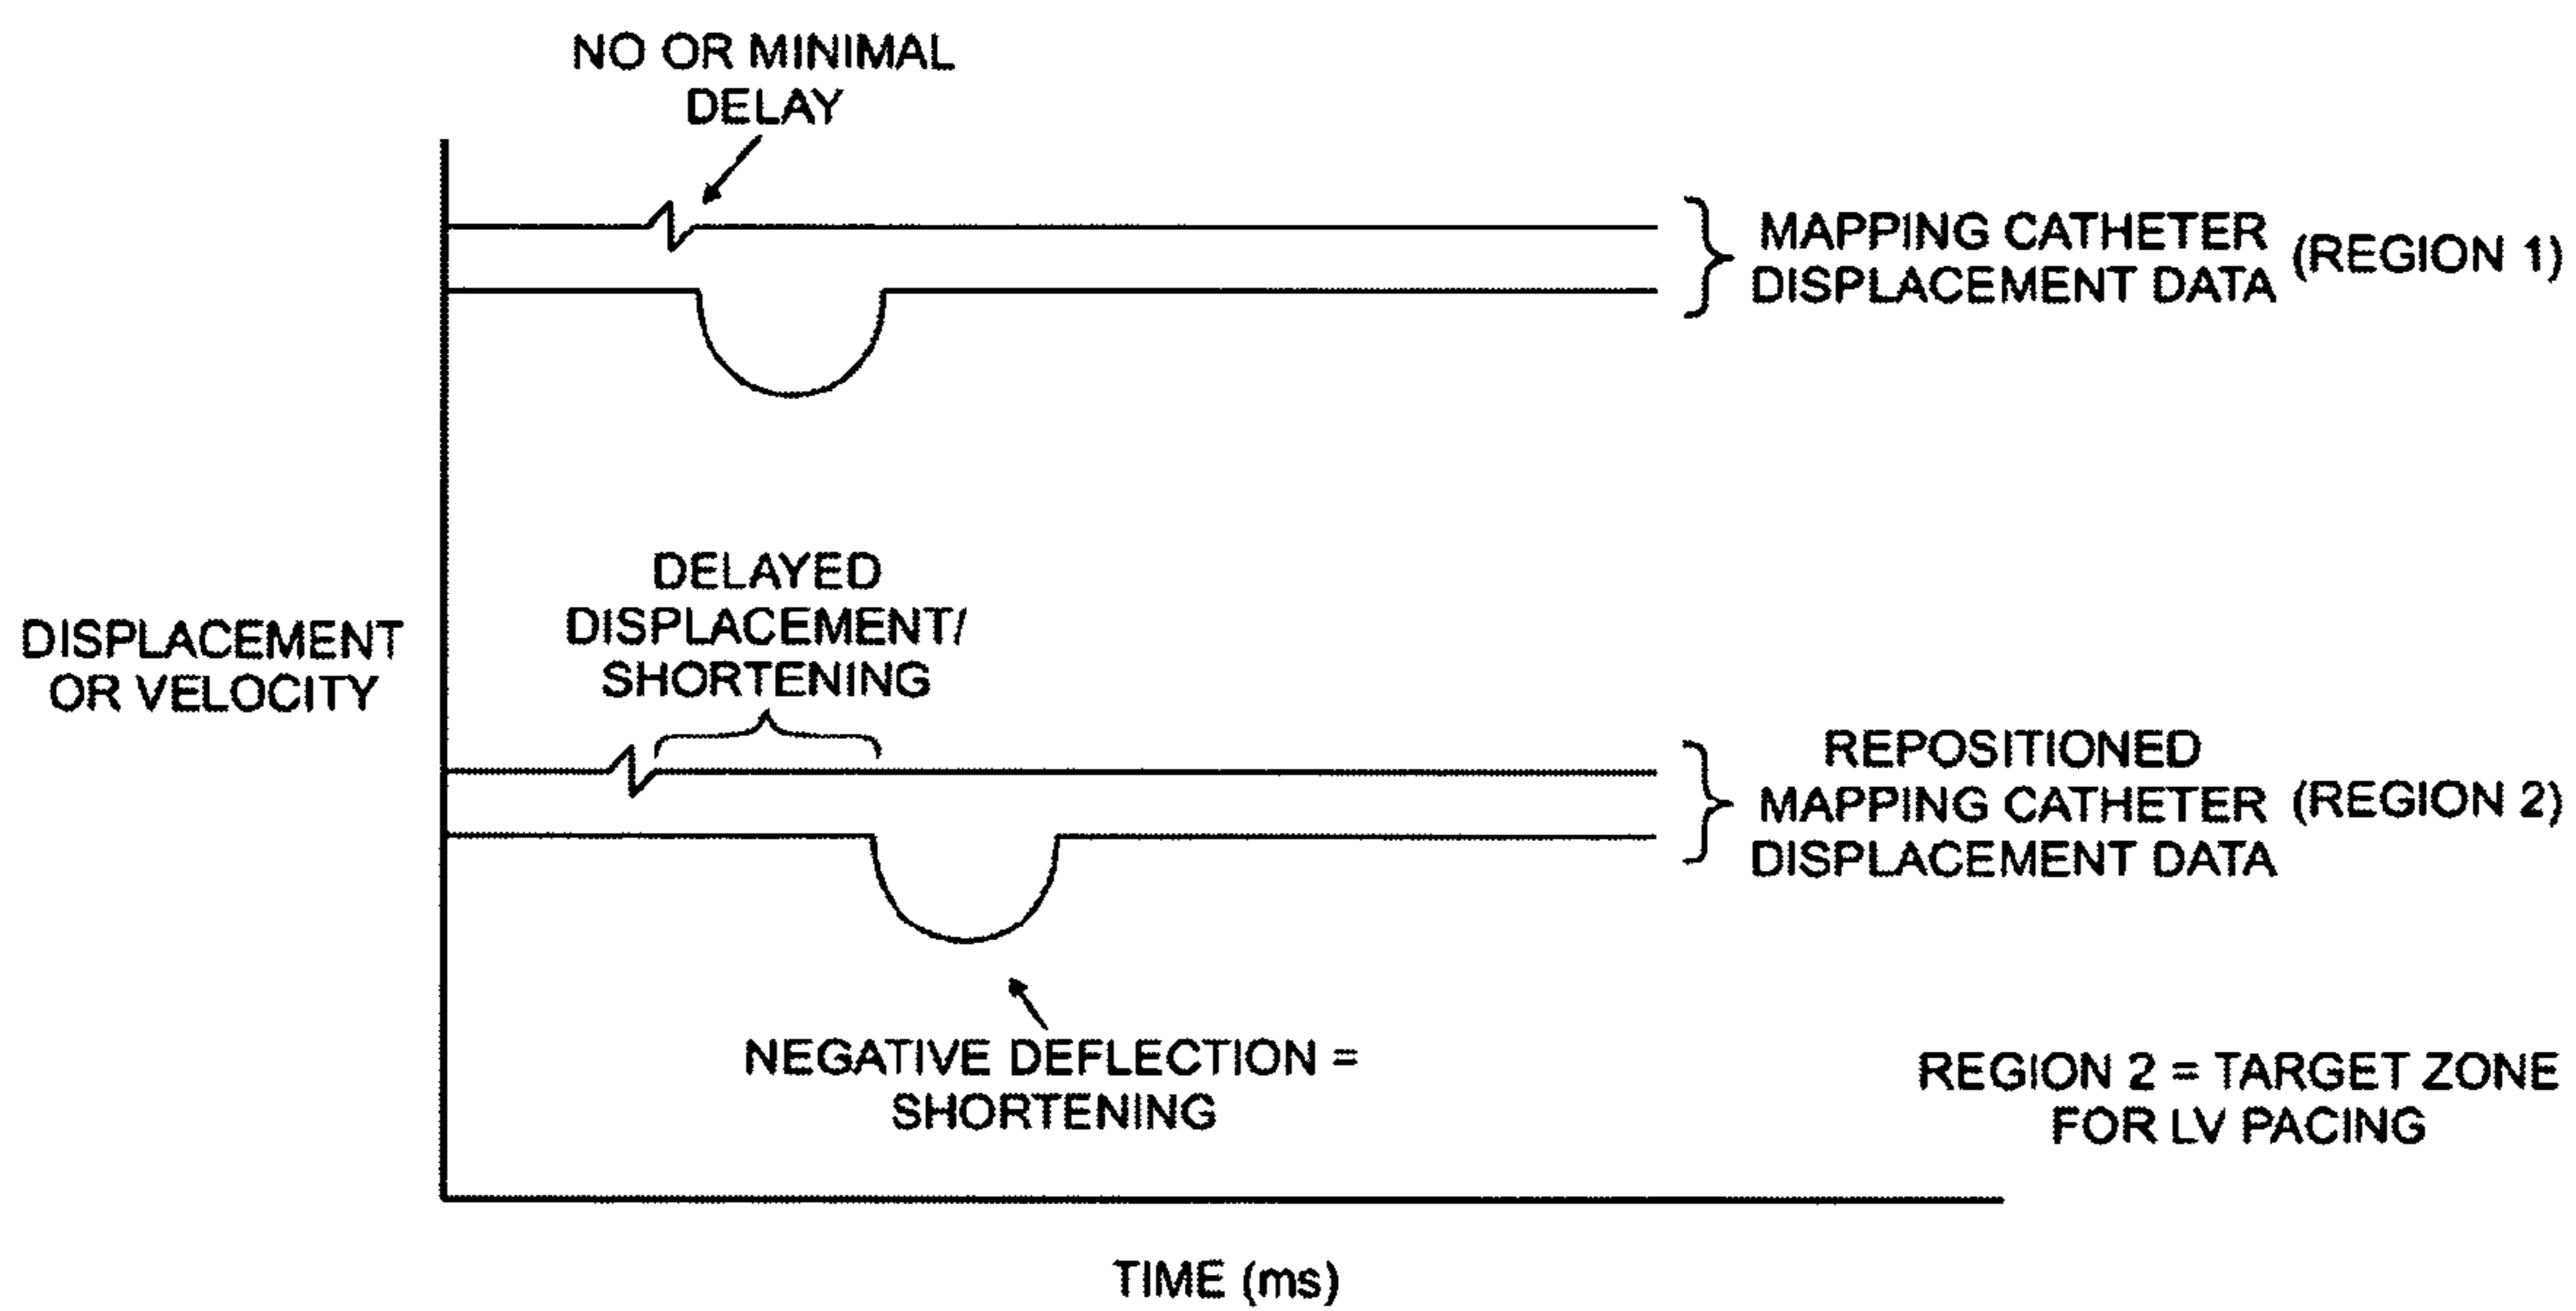 NO OR MINIMAL
DELAY
MAPPING CATHETER
DISPLACEMENT DATA
(REGION 1)
DELAYED
DISPLACEMENT/
SHORTENING
DISPLACEMENT
OR VELOCITY
REPOSITIONED
MAPPING CATHETER
DISPLACEMENT DATA
(REGION 2)
NEGATIVE DEFLECTION =
SHORTENING
REGION 2 = TARGET ZONE
FOR LV PACING
TIME (ms)